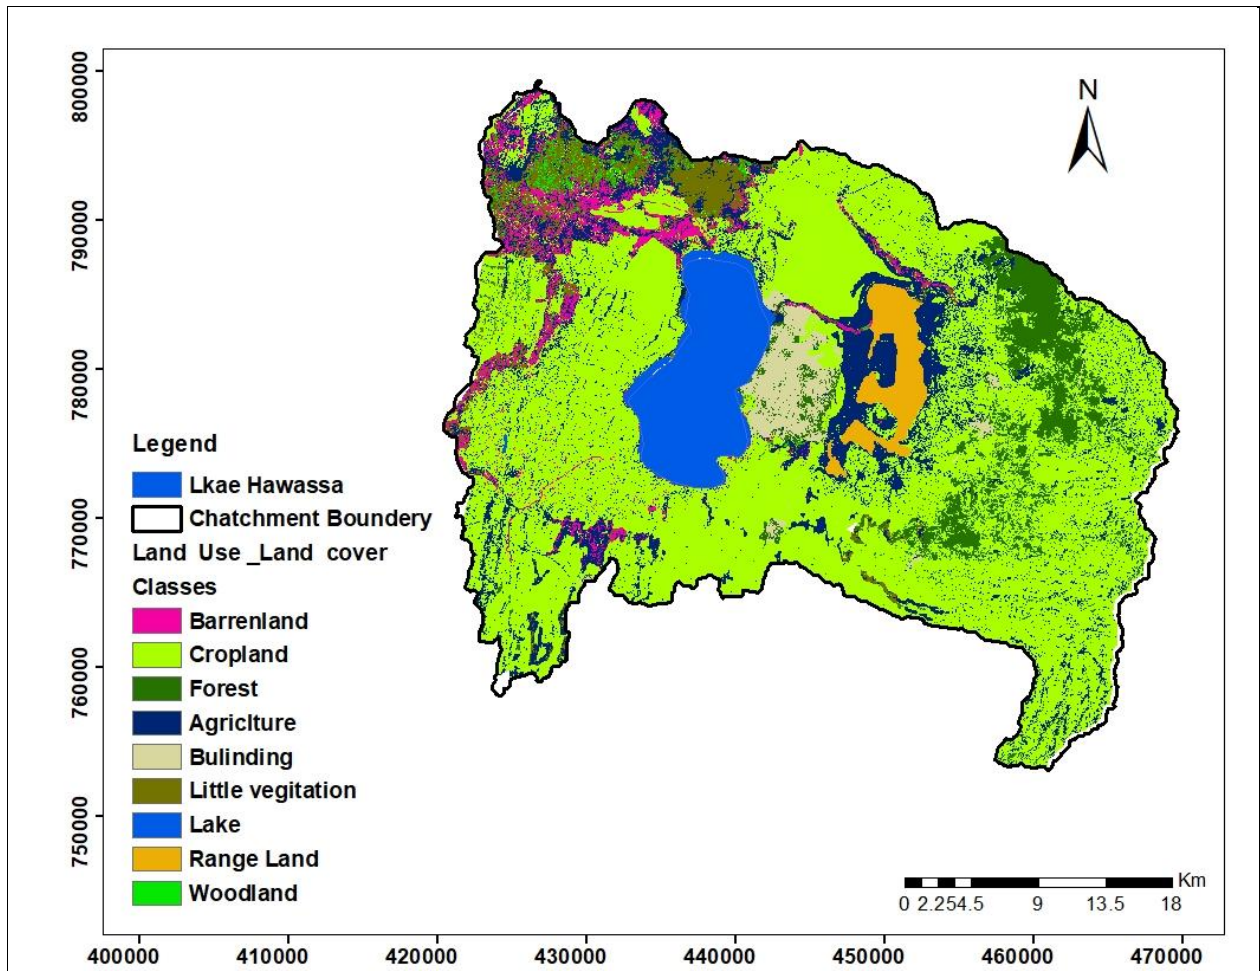 N
800000
790000
780000
770000
760000
750000
Legend
Lkae Hawassa
Chatchment Boundery
Land Use _Land cover
Classes
Barrenland
Cropland
Forest
Agriclture
Bulinding
Little vegitation
Lake
Range Land
Woodland
Km
0 2.254.5 9 13.5 18
400000 410000 420000 430000 440000 450000 460000 470000